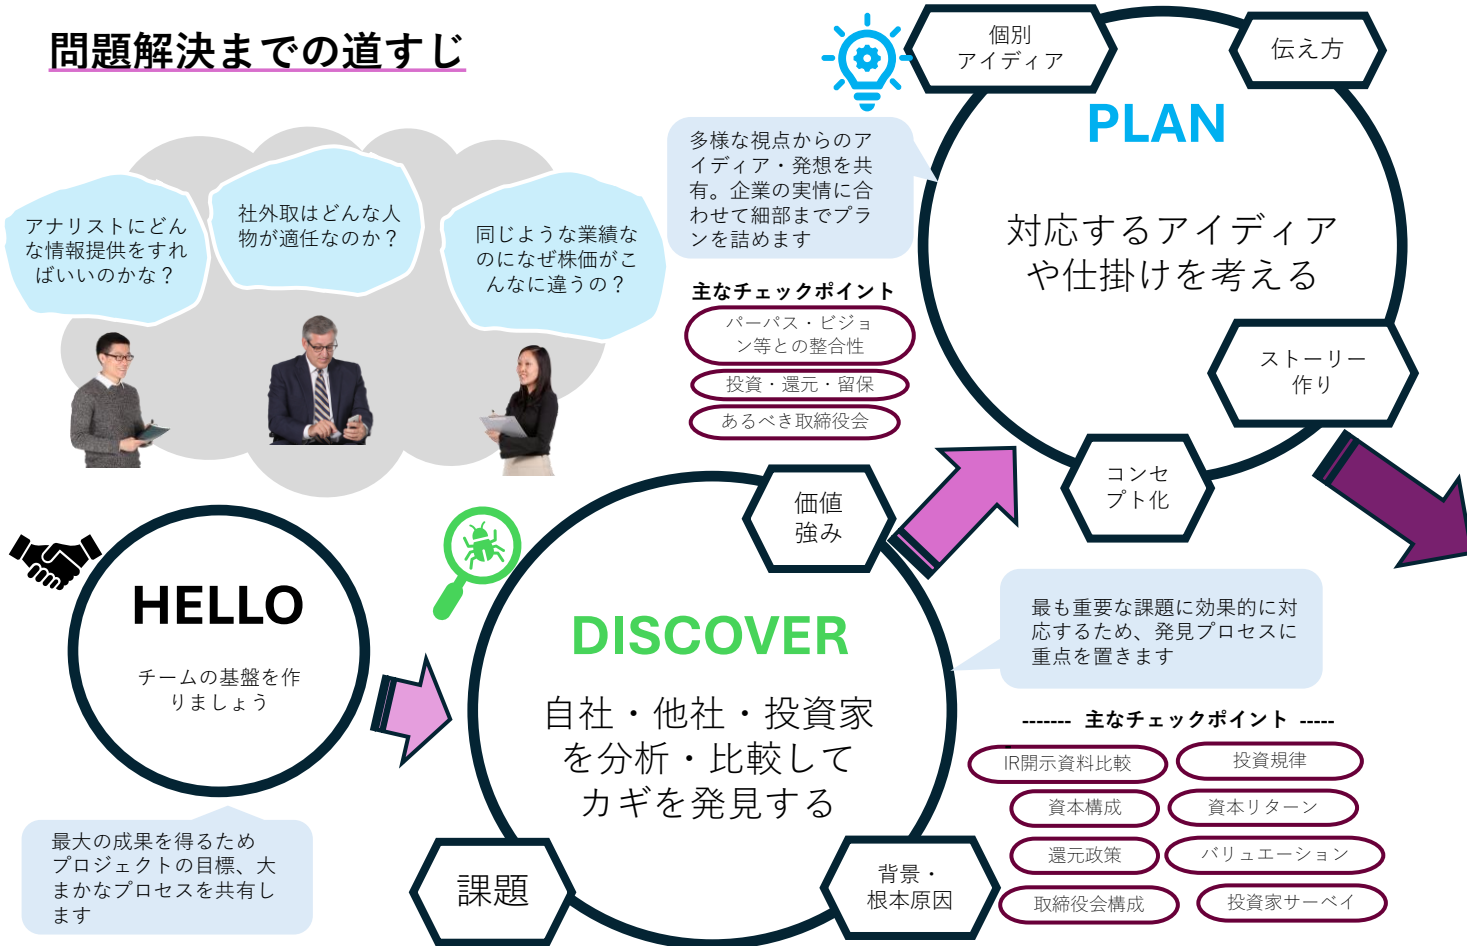 問題解決までの道すじ
アナリストにどん
な情報提供をすれ
ばいいのかな？
社外取はどんな人
物が適任なのか？
同じような業績な
のになぜ株価がこ
んなに違うの？
HELLO
チームの基盤を作
りましょう
最大の成果を得るため
プロジェクトの目標、大
まかなプロセスを共有し
ます
DISCOVER
自社・他社・投資家
を分析・比較して
カギを発見する
価値
強み
課題
背景・
根本原因
最も重要な課題に効果的に対
応するため、発見プロセスに
重点を置きます
------- 主なチェックポイント -----
IR開示資料比較
投資規律
資本構成
資本リターン
還元政策
バリュエーション
取締役会構成
投資家サーベイ
PLAN
対応するアイディア
や仕掛けを考える
個別
アイディア
伝え方
ストーリー
作り
コンセ
プト化
多様な視点からのア
イディア・発想を共
有。企業の実情に合
わせて細部までプラ
ンを詰めます
主なチェックポイント
パーパス・ビジョ
ン等との整合性
投資・還元・留保
あるべき取締役会